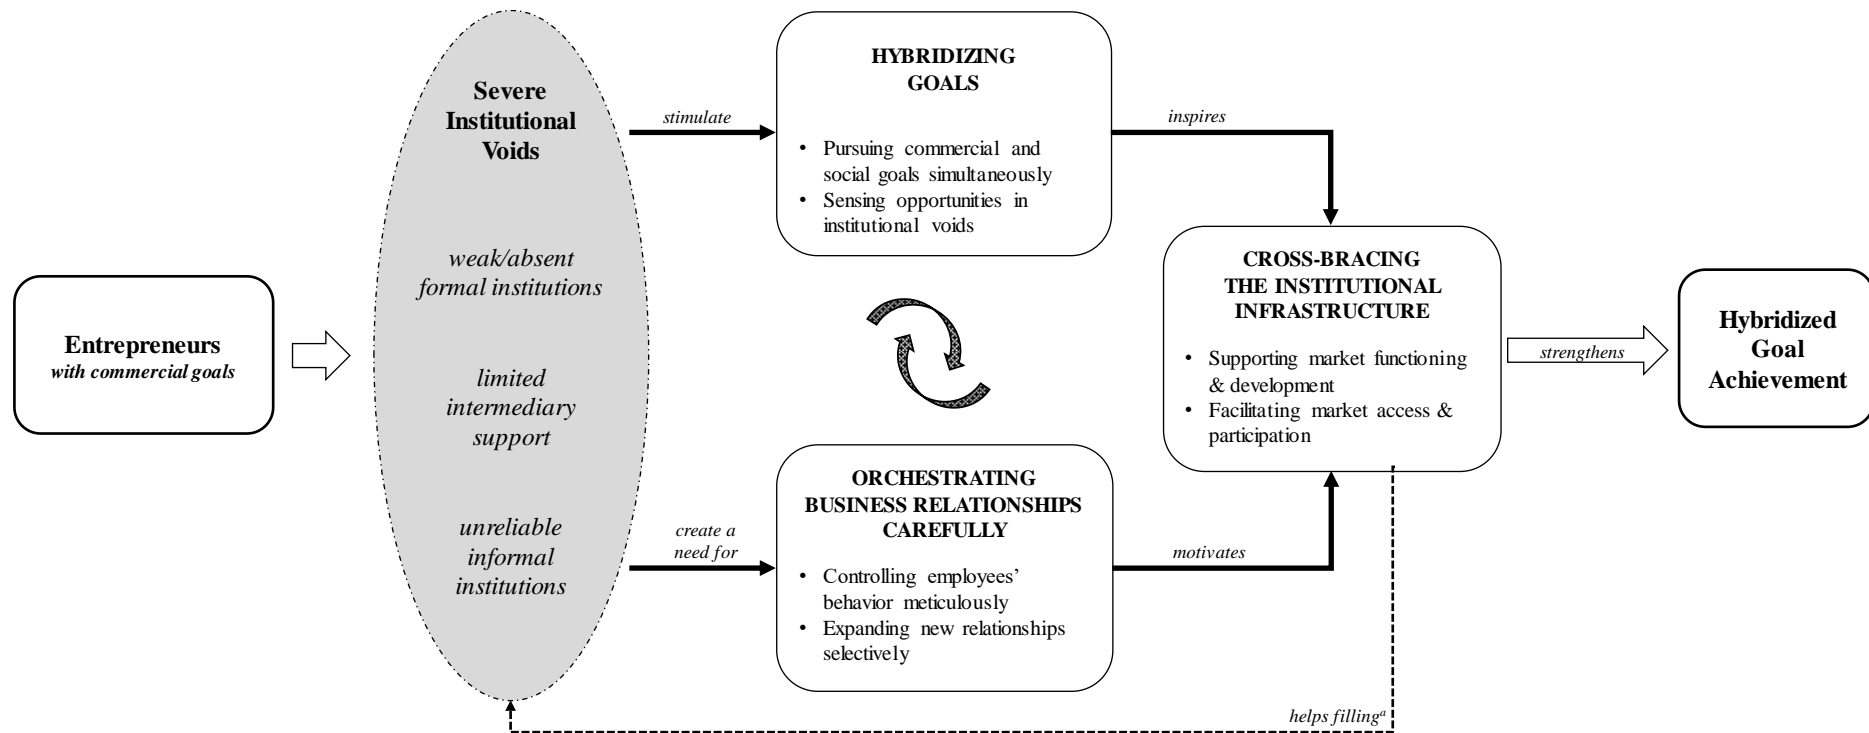 Entrepreneurs
with commercial goals
Severe
Institutional
Voids
weak/absent
formal institutions
limited
intermediary
support
unreliable
informal
institutions
stimulate
create a
need for
HYBRIDIZING
GOALS
• Pursuing commercial and
social goals simultaneously
• Sensing opportunities in
institutional voids
ORCHESTRATING
BUSINESS RELATIONSHIPS
CAREFULLY
• Controlling employees’
behavior meticulously
• Expanding new relationships
selectively
inspires
motivates
CROSS-BRACING
THE INSTITUTIONAL
INFRASTRUCTURE
• Supporting market functioning
& development
• Facilitating market access &
participation
helps fillingᵃ
strengthens
Hybridized
Goal
Achievement